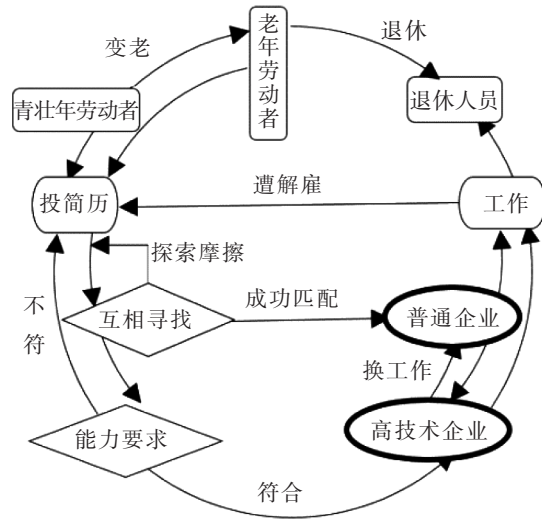 变老
老年劳动者
退休
青壮年劳动者
退休人员
投简历
遭解雇
工作
探索摩擦
不符
互相寻找
成功匹配
普通企业
换工作
能力要求
高技术企业
符合